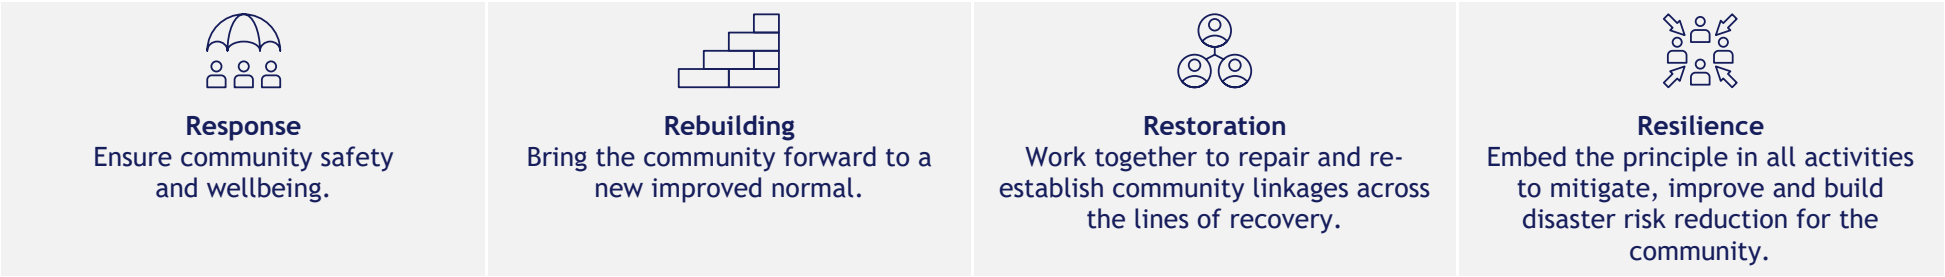 Response
Ensure community safety
and wellbeing.
Rebuilding
Bring the community forward to a
new improved normal.
Restoration
Work together to repair and re-
establish community linkages across
the lines of recovery.
Resilience
Embed the principle in all activities
to mitigate, improve and build
disaster risk reduction for the
community.